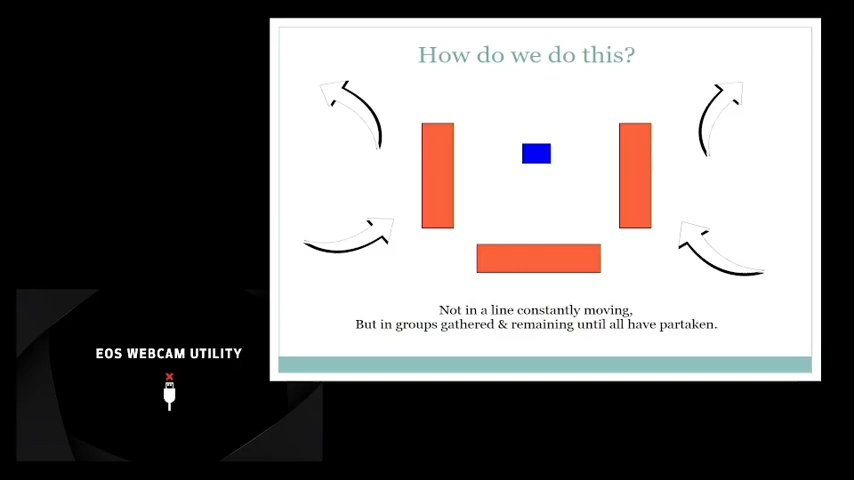 How do we do this?
Not in a line constantly moving,
But in groups gathered & remaining until all have partaken.
EOS WEBCAM UTILITY